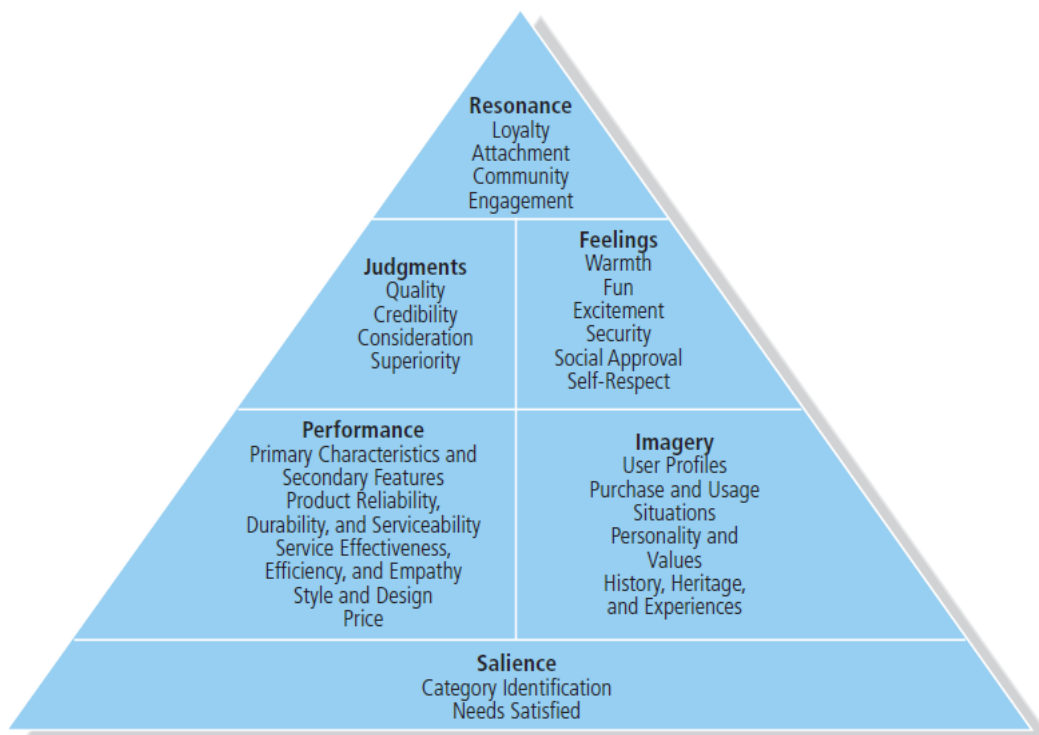 Resonance
Loyalty
Attachment
Community
Engagement
Judgments
Quality
Credibility
Consideration
Superiority
Feelings
Warmth
Fun
Excitement
Security
Social Approval
Self-Respect
Performance
Primary Characteristics and
Secondary Features
Product Reliability,
Durability, and Serviceability
Service Effectiveness,
Efficiency, and Empathy
Style and Design
Price
Imagery
User Profiles
Purchase and Usage
Situations
Personality and
Values
History, Heritage,
and Experiences
Salience
Category Identification
Needs Satisfied